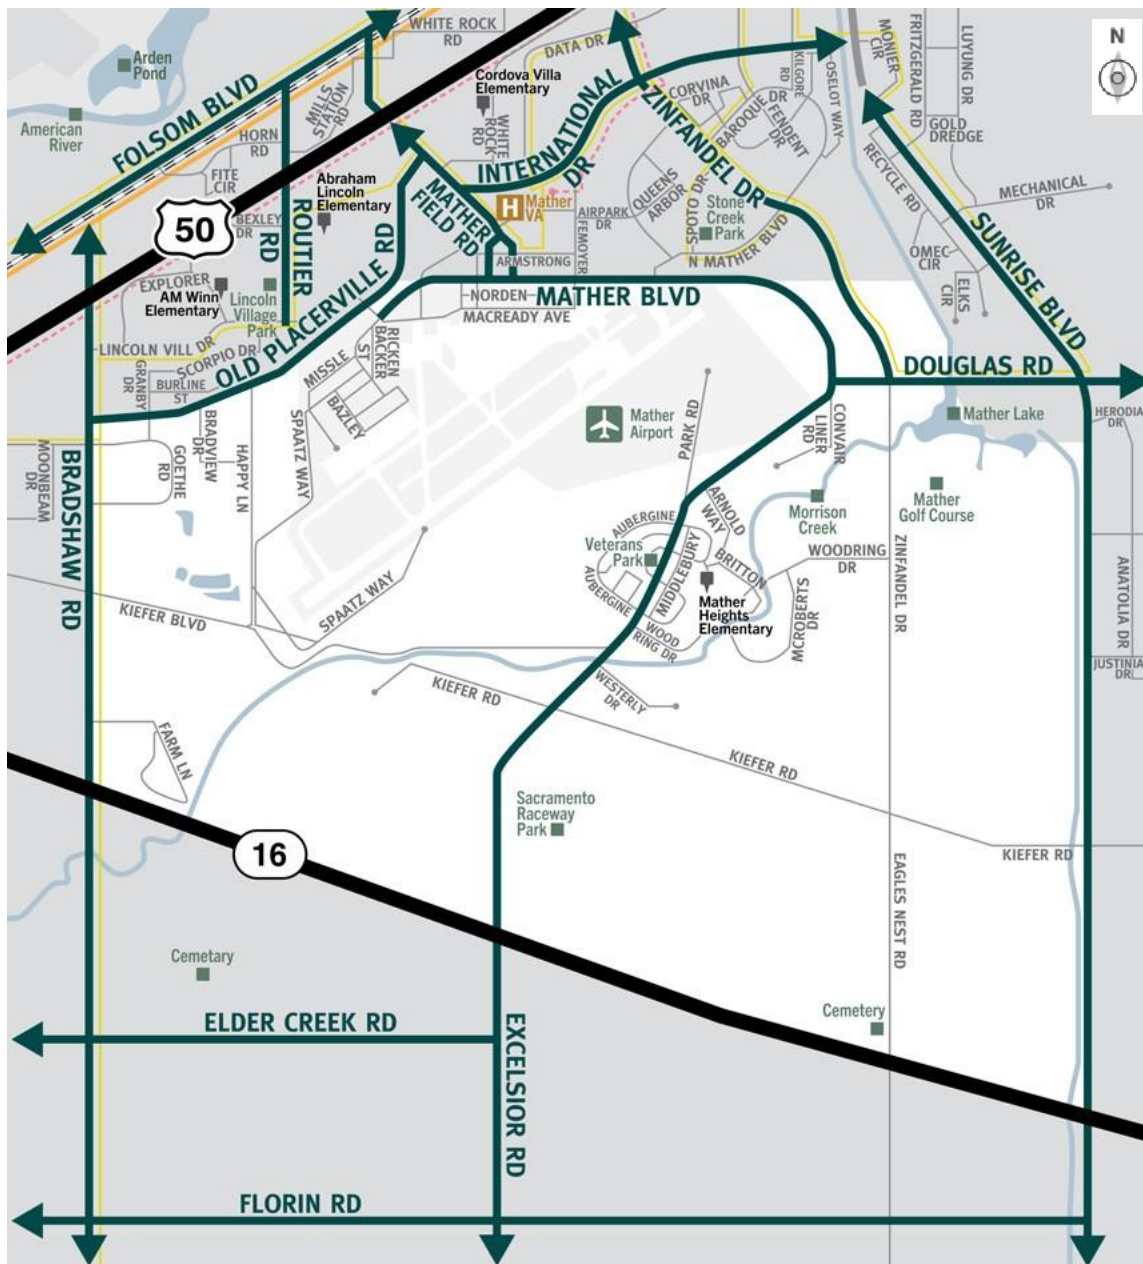 WHITE ROCK
RD
DATA DR
Arden
Pond
FOLSOM BLVD
American
River
MILLS
STATION
RD
HORN
RD
FITE
CIR
Cordova Villa
Elementary
WHITE
ROCK
RD
INTERNATIONAL
DR
ZINFANDEL DR
CORVINA
DR
BAROQUE DR
TENDENT
DR
KILGORE
RD
OSELOT WAY
MONIER
CIR
FRITZGERALD RD
LUYUNG DR
GOLD
DREDGE
N
RECYCLE RD
MECHANICAL
DR
OMEC
CIR
ELKS
CIR
SUNRISE BLVD
50
Abraham
Lincoln
Elementary
BEXLEY
DR
ROUTIER
RD
MATHER
FIELD RD
H
Mather
VA
AIRPARK
DR
FEMOYER
QUEENS
ARBOR
SPOTO DR
Stone
Creek
Park
N MATHER BLVD
ARMSTRONG
EXPLORER
AM Winn
Elementary
Lincoln
Village
Park
OLD PLACERVILLE
RD
NORDEN
MACREADY AVE
MATHER BLVD
LINCOLN VILL DR
SCORPIO DR
GRANBY
DR
BURLINE
ST
MISSLE
RICKEN
BACKER
ST
BAZLEY
DOUGLAS RD
BRADVIEW
DR
GOETHE
RD
HAPPY LN
SPAATZ WAY
Mather
Airport
PARK RD
CONVAIR
LINER
RD
Mather Lake
HERODIA
DR
MOONBEAM
DR
BRADSHAW RD
Morrison
Creek
Mather
Golf Course
AUBERGINE
ARNOLD
WAY
Veterans
Park
MIDDLEBURY
BRITTON
WOODRING
DR
AUBERGINE
Mather
Heights
Elementary
WOOD
RING DR
MCROBERTS
DR
ZINFANDEL DR
ANATOLIA DR
JUSTINIA
DR
KIEFER BLVD
SPAATZ WAY
KIEFER RD
WESTERLY
DR
FARM LN
KIEFER RD
Sacramento
Raceway
Park
KIEFER RD
16
EAGLES NEST RD
Cemetary
Cemetery
ELDER CREEK RD
EXCELSIOR RD
FLORIN RD